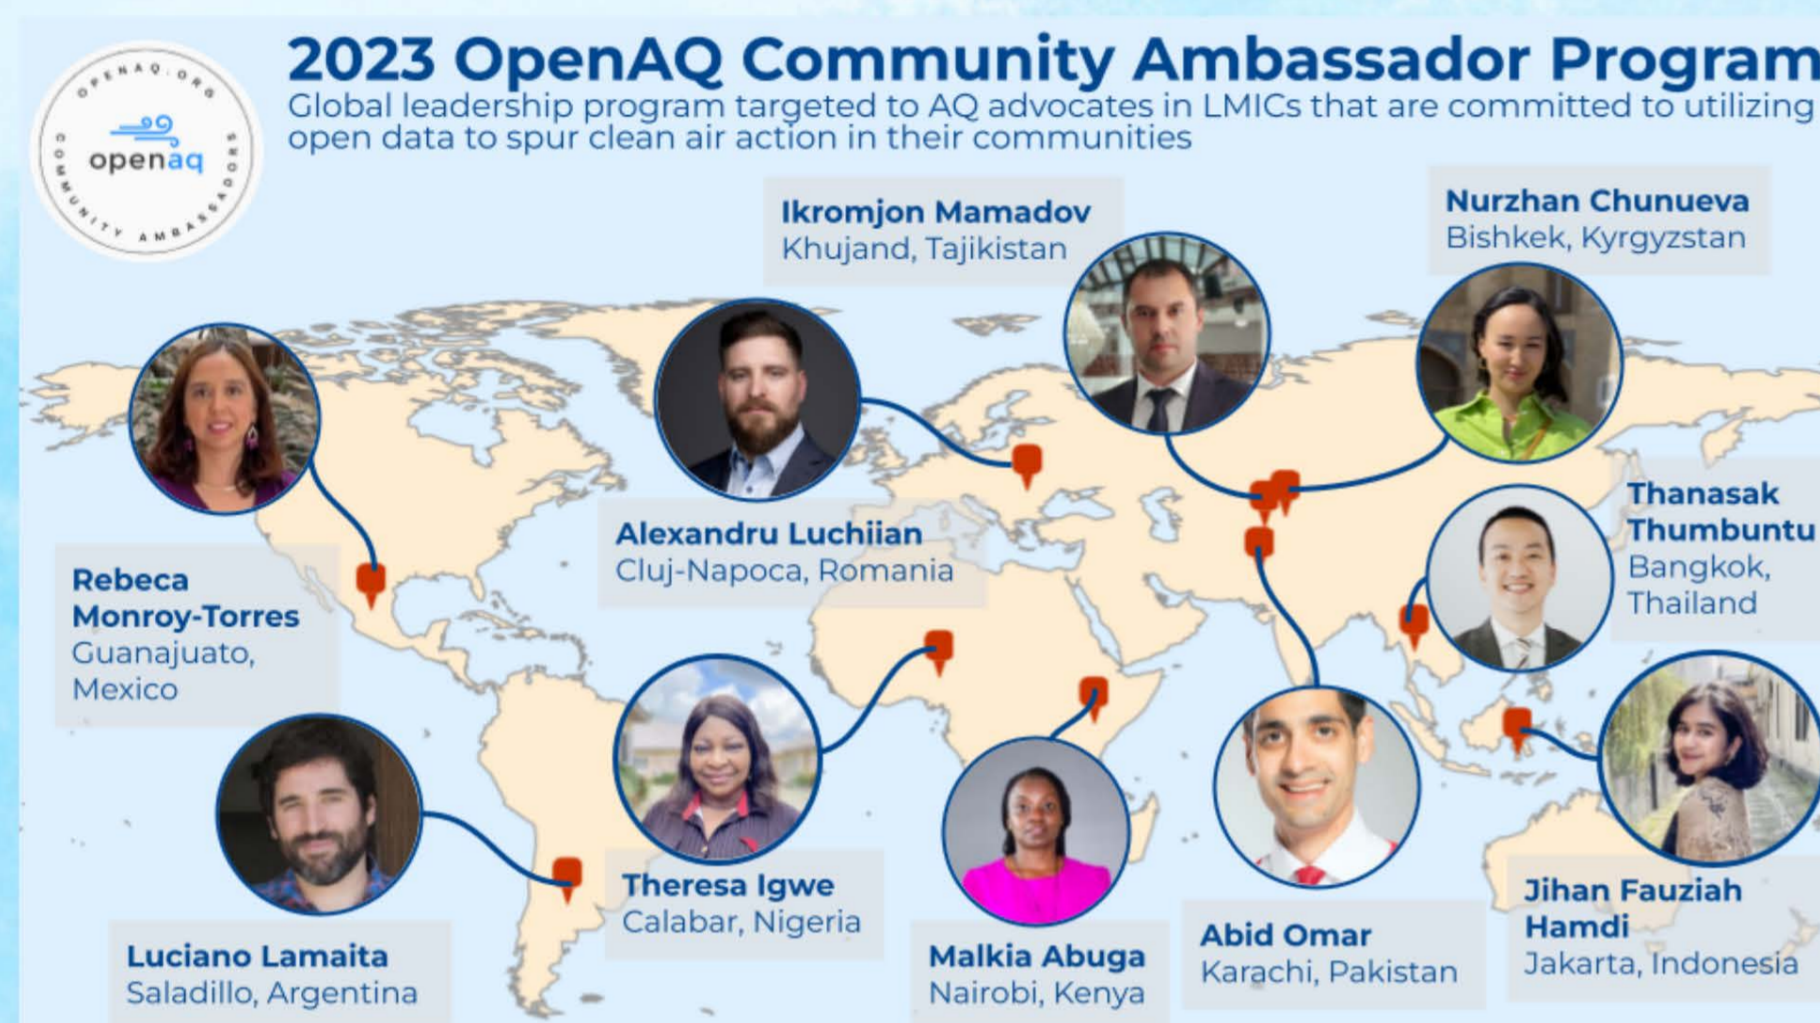 2023 OpenAQ Community Ambassador Program
Global leadership program targeted to AQ advocates in LMICs that are committed to utilizing
open data to spur clean air action in their communities
OPENAQ.ORG
openaq
COMMUNITY AMBASSADORS
Ikromjon Mamadov
Khujand, Tajikistan
Nurzhan Chunueva
Bishkek, Kyrgyzstan
Alexandru Luchiian
Cluj-Napoca, Romania
Thanasak
Thumbuntu
Bangkok,
Thailand
Rebeca
Monroy-Torres
Guanajuato,
Mexico
Luciano Lamaita
Saladillo, Argentina
Theresa Igwe
Calabar, Nigeria
Malkia Abuga
Nairobi, Kenya
Abid Omar
Karachi, Pakistan
Jihan Fauziah
Hamdi
Jakarta, Indonesia